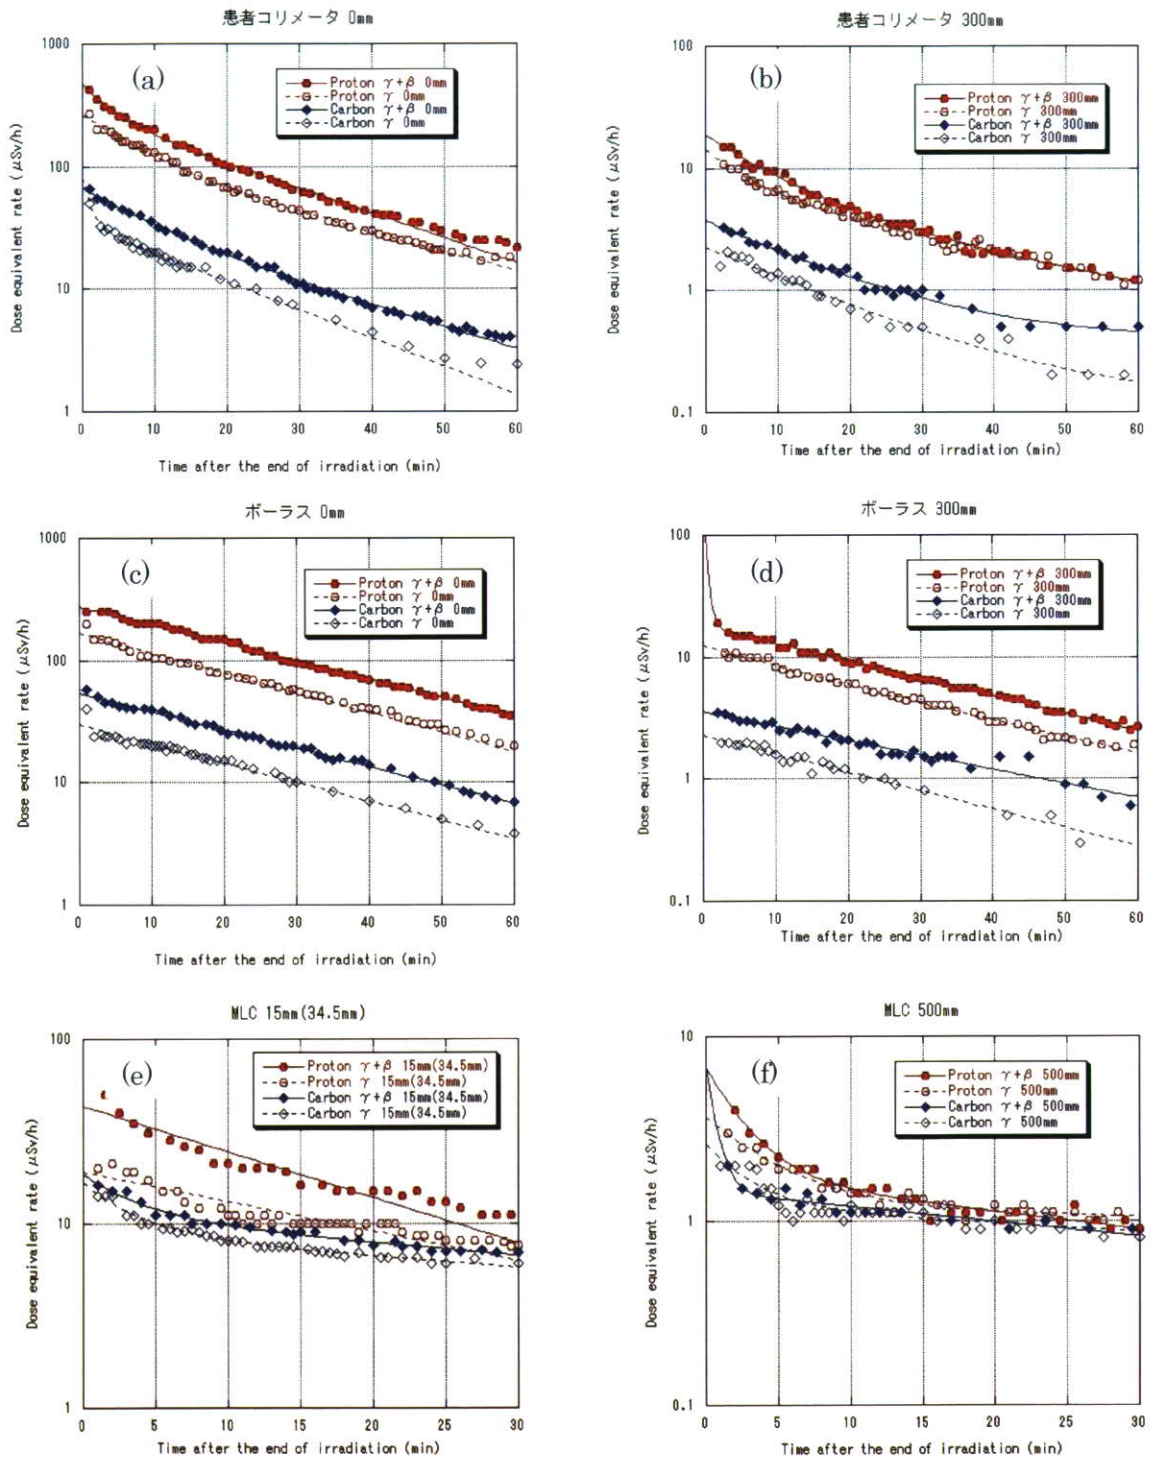 患者コリメータ 0mm
(a)
Proton γ+β 0mm
Proton γ 0mm
Carbon γ+β 0mm
Carbon γ 0mm
1000
100
10
1
Dose equivalent rate ( μSv/h)
0 10 20 30 40 50 60
Time after the end of irradiation (min)
患者コリメータ 300mm
(b)
Proton γ+β 300mm
Proton γ 300mm
Carbon γ+β 300mm
Carbon γ 300mm
100
10
1
0.1
Dose equivalent rate ( μSv/h)
0 10 20 30 40 50 60
Time after the end of irradiation (min)
ボーラス 0mm
(c)
Proton γ+β 0mm
Proton γ 0mm
Carbon γ+β 0mm
Carbon γ 0mm
1000
100
10
1
Dose equivalent rate ( μSv/h)
0 10 20 30 40 50 60
Time after the end of irradiation (min)
ボーラス 300mm
(d)
Proton γ+β 300mm
Proton γ 300mm
Carbon γ+β 300mm
Carbon γ 300mm
100
10
1
0.1
Dose equivalent rate ( μSv/h)
0 10 20 30 40 50 60
Time after the end of irradiation (min)
MLC 15mm(34.5mm)
(e)
Proton γ+β 15mm(34.5mm)
Proton γ 15mm(34.5mm)
Carbon γ+β 15mm(34.5mm)
Carbon γ 15mm(34.5mm)
100
10
1
Dose equivalent rate ( μSv/h)
0 5 10 15 20 25 30
Time after the end of irradiation (min)
MLC 500mm
(f)
Proton γ+β 500mm
Proton γ 500mm
Carbon γ+β 500mm
Carbon γ 500mm
10
1
0.1
Dose equivalent rate ( μSv/h)
0 5 10 15 20 25 30
Time after the end of irradiation (min)